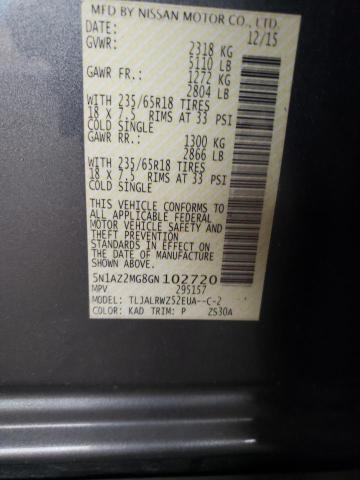 MFD BY NISSAN MOTOR CO., LTD.
DATE: 12/15
GVWR: 2318 KG
5110 LB
GAWR FR.: 1272 KG
2804 LB
WITH 235/65R18 TIRES
18 X 7.5 RIMS AT 33 PSI
COLD SINGLE
GAWR RR.: 1300 KG
2866 LB
WITH 235/65R18 TIRES
18 X 7.5 RIMS AT 33 PSI
COLD SINGLE
THIS VEHICLE CONFORMS TO
ALL APPLICABLE FEDERAL
MOTOR VEHICLE SAFETY AND
THEFT PREVENTION
STANDARDS IN EFFECT ON
THE DATE OF MANUFACTURE
SHOWN ABOVE.
5N1AZ2MG8GN102720
MPV 295157
MODEL: TLJALRWZ52EUA--C-2
COLOR: KAD TRIM: P Z530A